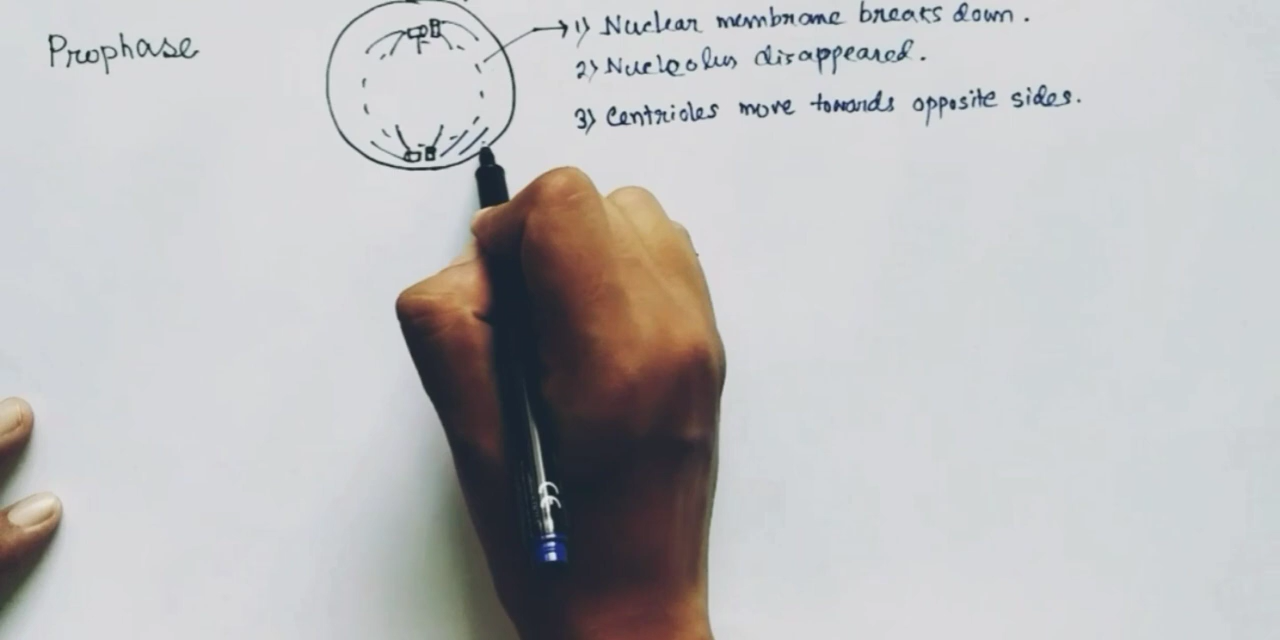 Prophase
1) Nuclear membrane breaks down.
2) Nucleolus disappeared.
3) Centrioles move towards opposite sides.